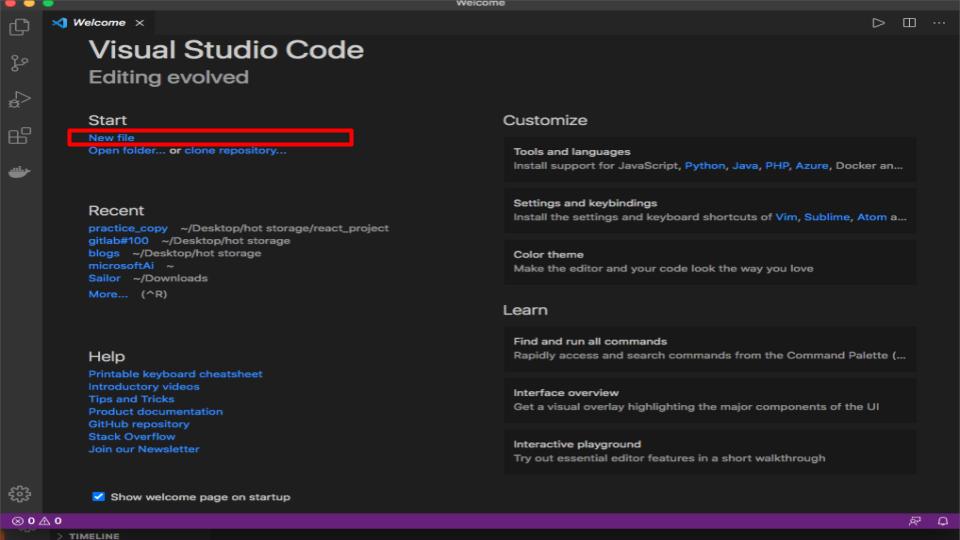 Welcome
Welcome
Visual Studio Code
Editing evolved
Start
New file
Open folder... or clone repository...
Recent
practice_copy ~/Desktop/hot storage/react_project
gitlab#100 ~/Desktop/hot storage
blogs ~/Desktop/hot storage
microsoftAi ~
Sailor ~/Downloads
More... (^R)
Help
Printable keyboard cheatsheet
Introductory videos
Tips and Tricks
Product documentation
GitHub repository
Stack Overflow
Join our Newsletter
Show welcome page on startup
Customize
Tools and languages
Install support for JavaScript, Python, Java, PHP, Azure, Docker an...
Settings and keybindings
Install the settings and keyboard shortcuts of Vim, Sublime, Atom a...
Color theme
Make the editor and your code look the way you love
Learn
Find and run all commands
Rapidly access and search commands from the Command Palette (...
Interface overview
Get a visual overlay highlighting the major components of the UI
Interactive playground
Try out essential editor features in a short walkthrough
0 0
TIMELINE